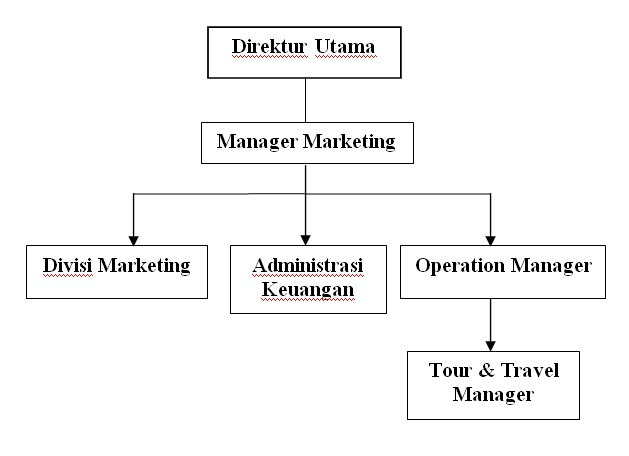 Direktur Utama
Manager Marketing
Divisi Marketing
Administrasi
Keuangan
Operation Manager
Tour & Travel
Manager